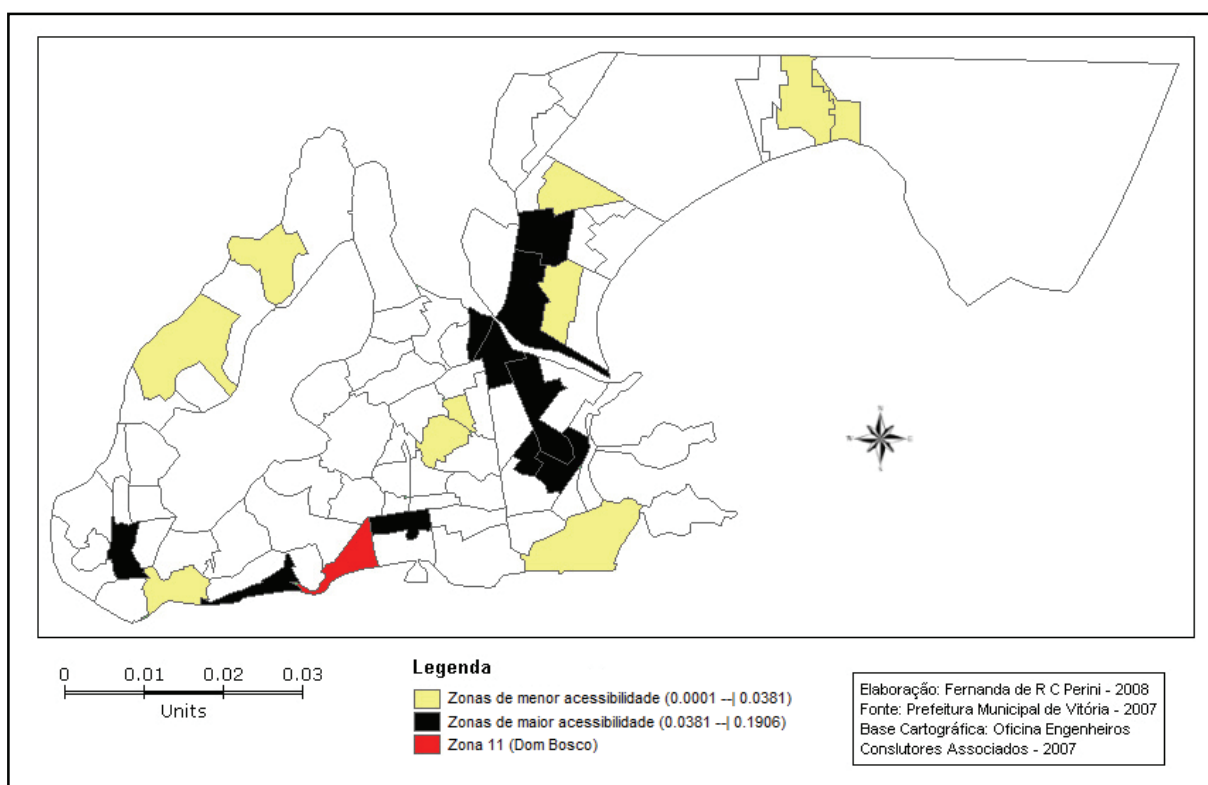 0 0.01 0.02 0.03
Units
Legenda
Zonas de menor acessibilidade (0.0001 --| 0.0381)
Zonas de maior acessibilidade (0.0381 --| 0.1906)
Zona 11 (Dom Bosco)
Elaboração: Fernanda de R C Perini - 2008
Fonte: Prefeitura Municipal de Vitória - 2007
Base Cartográfica: Oficina Engenheiros
Conslutores Associados - 2007